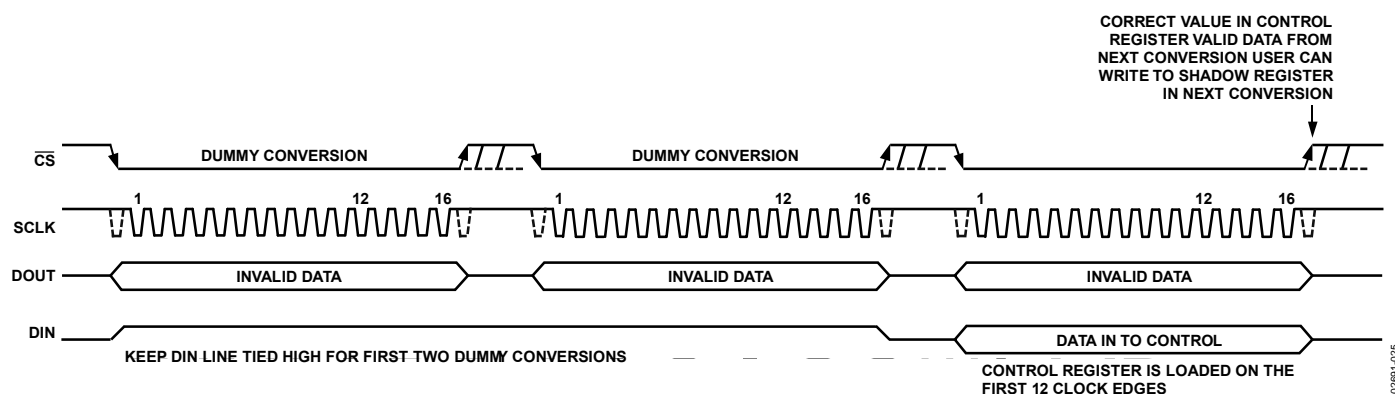 CORRECT VALUE IN CONTROL
REGISTER VALID DATA FROM
NEXT CONVERSION USER CAN
WRITE TO SHADOW REGISTER
IN NEXT CONVERSION
CS
DUMMY CONVERSION
DUMMY CONVERSION
1 12 16 1 12 16 1 12 16
SCLK
DOUT
INVALID DATA
INVALID DATA
INVALID DATA
DIN
DATA IN TO CONTROL
KEEP DIN LINE TIED HIGH FOR FIRST TWO DUMMY CONVERSIONS
CONTROL REGISTER IS LOADED ON THE
FIRST 12 CLOCK EDGES
02691-025